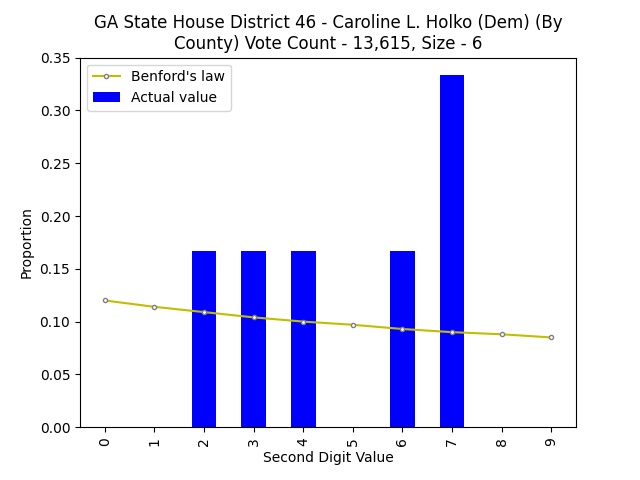 GA State House District 46 - Caroline L. Holko (Dem) (By
County) Vote Count - 13,615, Size - 6
Benford's law
Actual value
0.35
0.30
0.25
0.20
0.15
0.10
0.05
0.00
Proportion
0 1 2 3 4 5 6 7 8 9
Second Digit Value